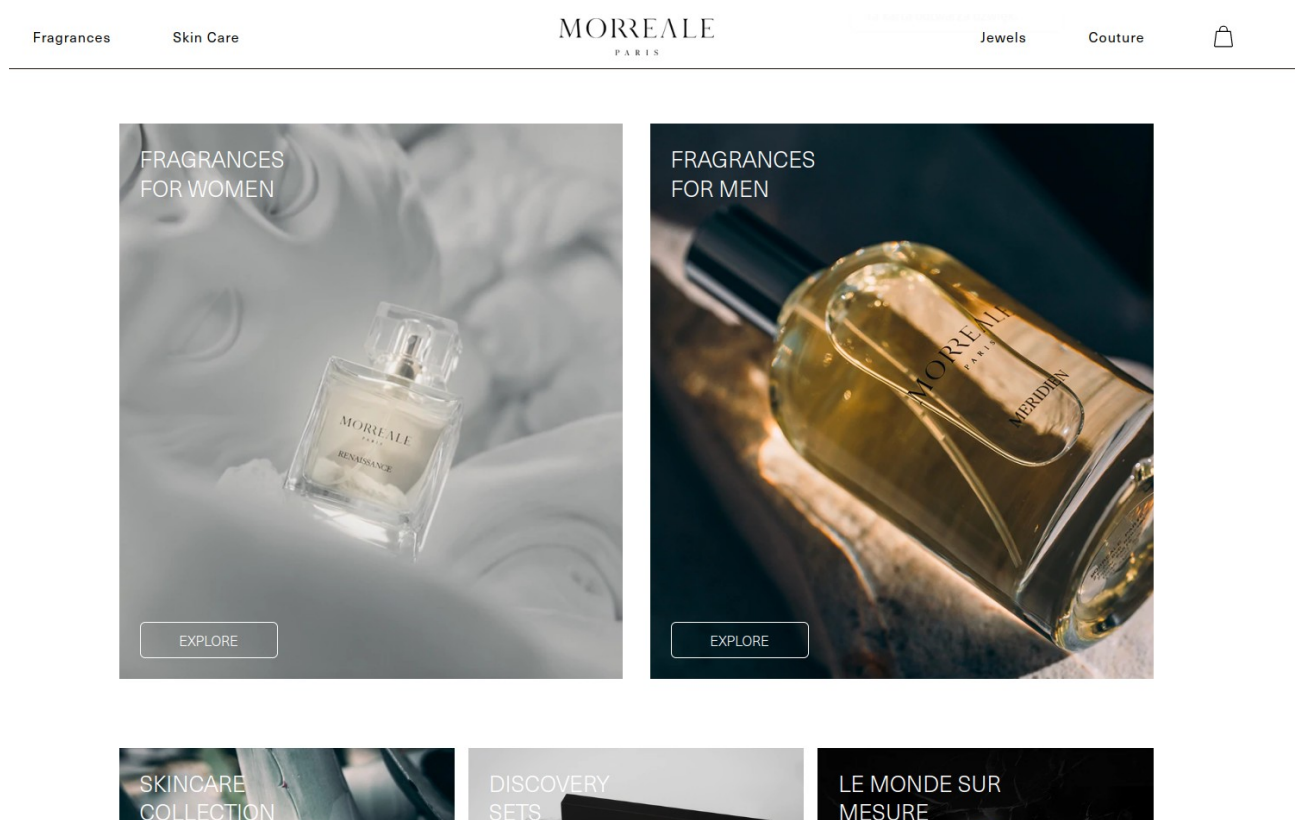 Fragrances
Skin Care
MORREALE
PARIS
Jewels
Couture
FRAGRANCES
FOR WOMEN
MORREALE
PARIS
RENAISSANCE
EXPLORE
FRAGRANCES
FOR MEN
MORREALE
PARIS
MERIDIEN
EXPLORE
SKINCARE
COLLECTION
DISCOVERY
SETS
LE MONDE SUR
MESURE